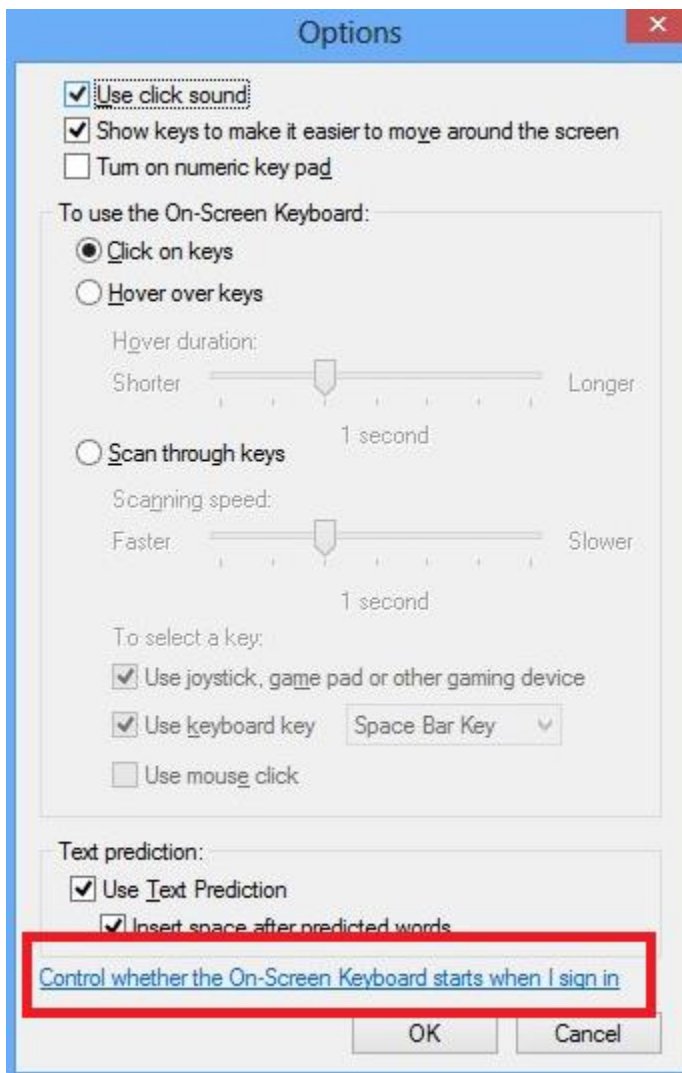 Options
Use click sound
Show keys to make it easier to move around the screen
Turn on numeric key pad
To use the On-Screen Keyboard:
Click on keys
Hover over keys
Hover duration:
Shorter Longer
1 second
Scan through keys
Scanning speed:
Faster Slower
1 second
To select a key:
Use joystick, game pad or other gaming device
Use keyboard key Space Bar Key
Use mouse click
Text prediction:
Use Text Prediction
Insert space after predicted words
Control whether the On-Screen Keyboard starts when I sign in
OK Cancel